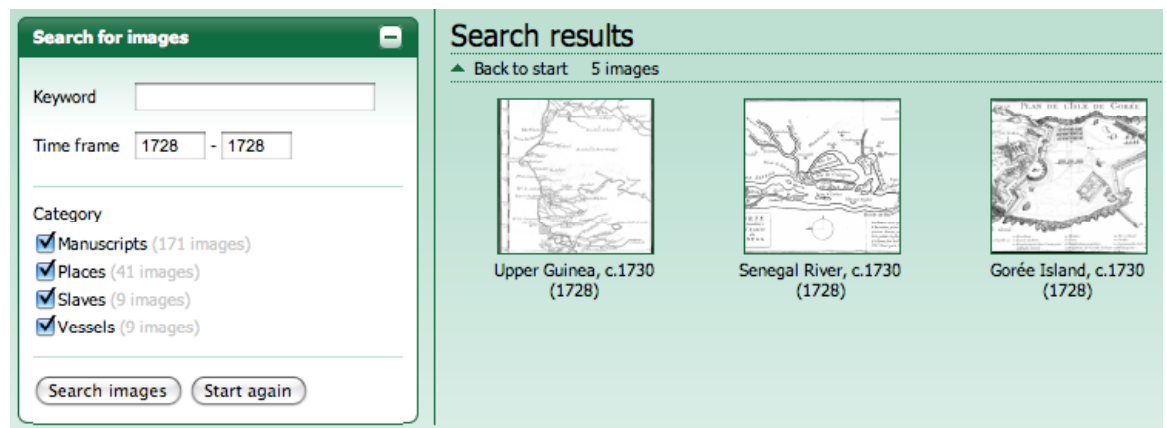 Search for images
Keyword
Time frame 1728 - 1728
Category
Manuscripts (171 images)
Places (41 images)
Slaves (9 images)
Vessels (9 images)
Search images Start again
Search results
Back to start 5 images
PLAN DE L'ISLE DE GORÉE
Upper Guinea, c.1730
(1728)
Senegal River, c.1730
(1728)
Gorée Island, c.1730
(1728)